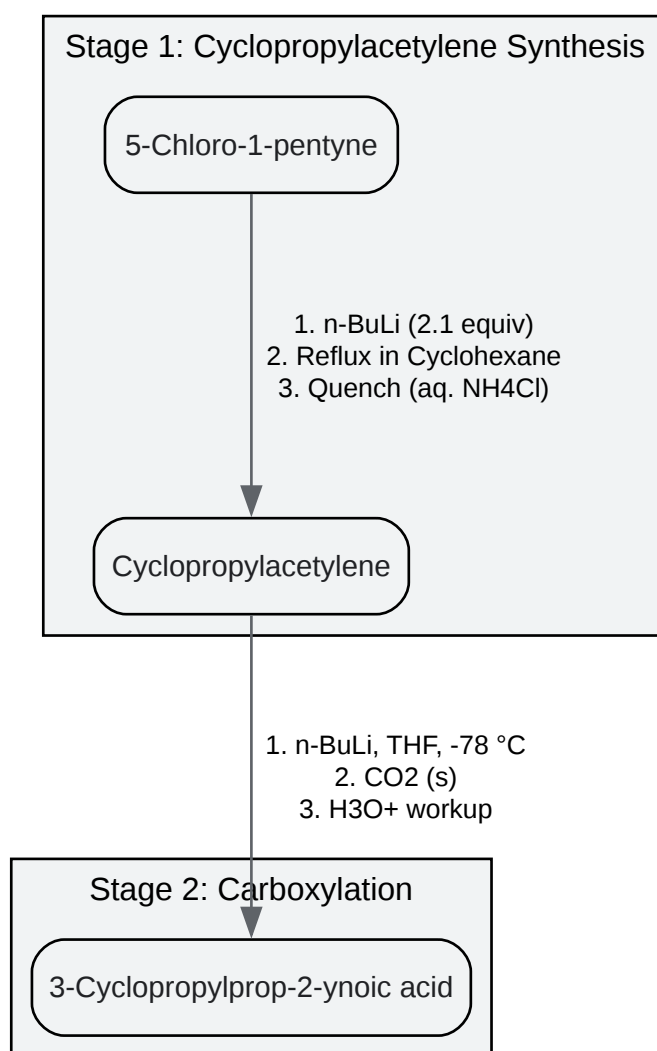 Stage 1: Cyclopropylacetylene Synthesis
5-Chloro-1-pentyne
1. n-BuLi (2.1 equiv)
2. Reflux in Cyclohexane
3. Quench (aq. NH4Cl)
Cyclopropylacetylene
1. n-BuLi, THF, -78 °C
2. CO2 (s)
3. H3O+ workup
Stage 2: Carboxylation
3-Cyclopropylprop-2-ynoic acid